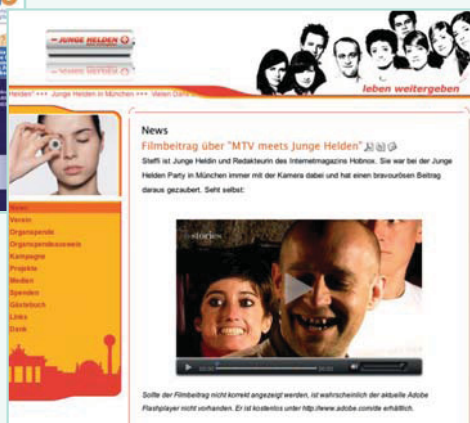 JUNGE HELDEN
leben weitergeben
Helden" +++ Junge Helden in München +++ Vielen Dank
News
Filmbeitrag über "MTV meets Junge Helden"
Steffi ist Junge Heldin und Redakteurin des Internetmagazins Hobnox. Sie war bei der Junge
Helden Party in München immer mit der Kamera dabei und hat einen bravourösen Beitrag
daraus gezaubert. Seht selbst:
News
Verein
Organspende
Organspendeausweis
Kampagne
Projekte
Medien
Spenden
Gästebuch
Links
Dank
stories
00:00
00:00
Sollte der Filmbeitrag nicht korrekt angezeigt werden, ist wahrscheinlich der aktuelle Adobe
Flashplayer nicht vorhanden. Er ist kostenlos unter http://www.adobe.com/de erhältlich.